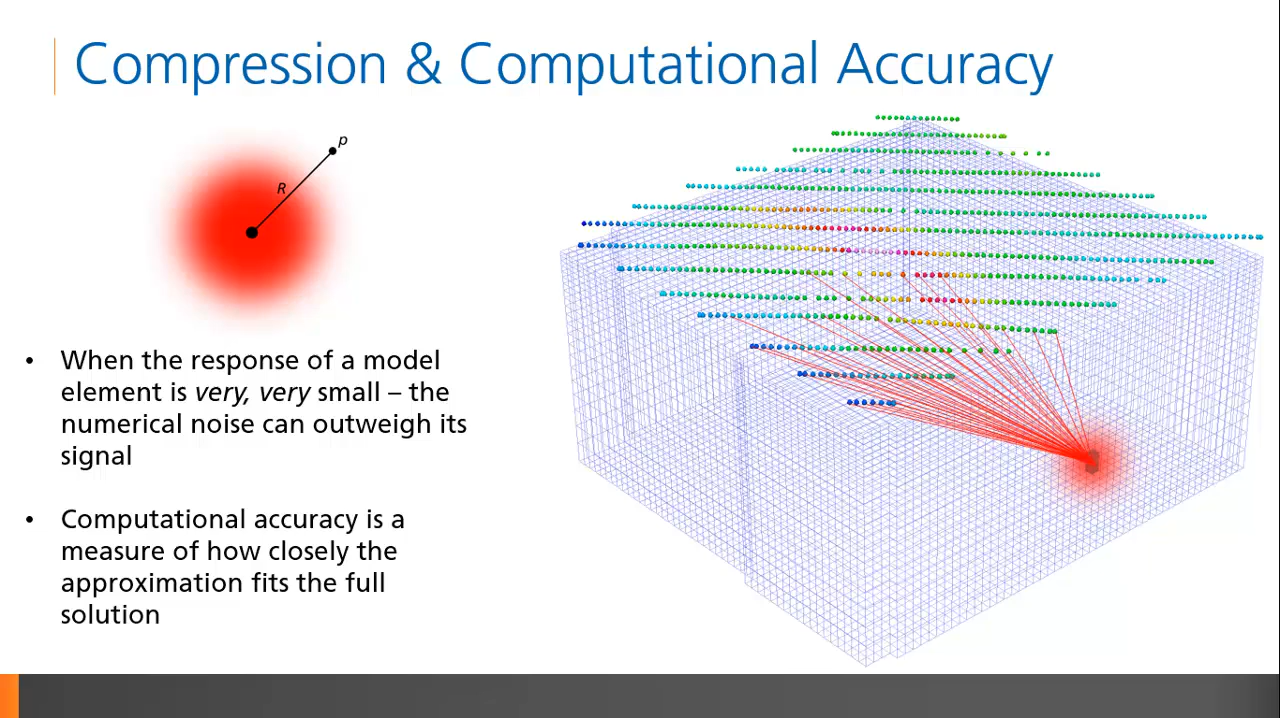 Compression & Computational Accuracy
p
R
• When the response of a model
element is very, very small – the
numerical noise can outweigh its
signal
• Computational accuracy is a
measure of how closely the
approximation fits the full
solution